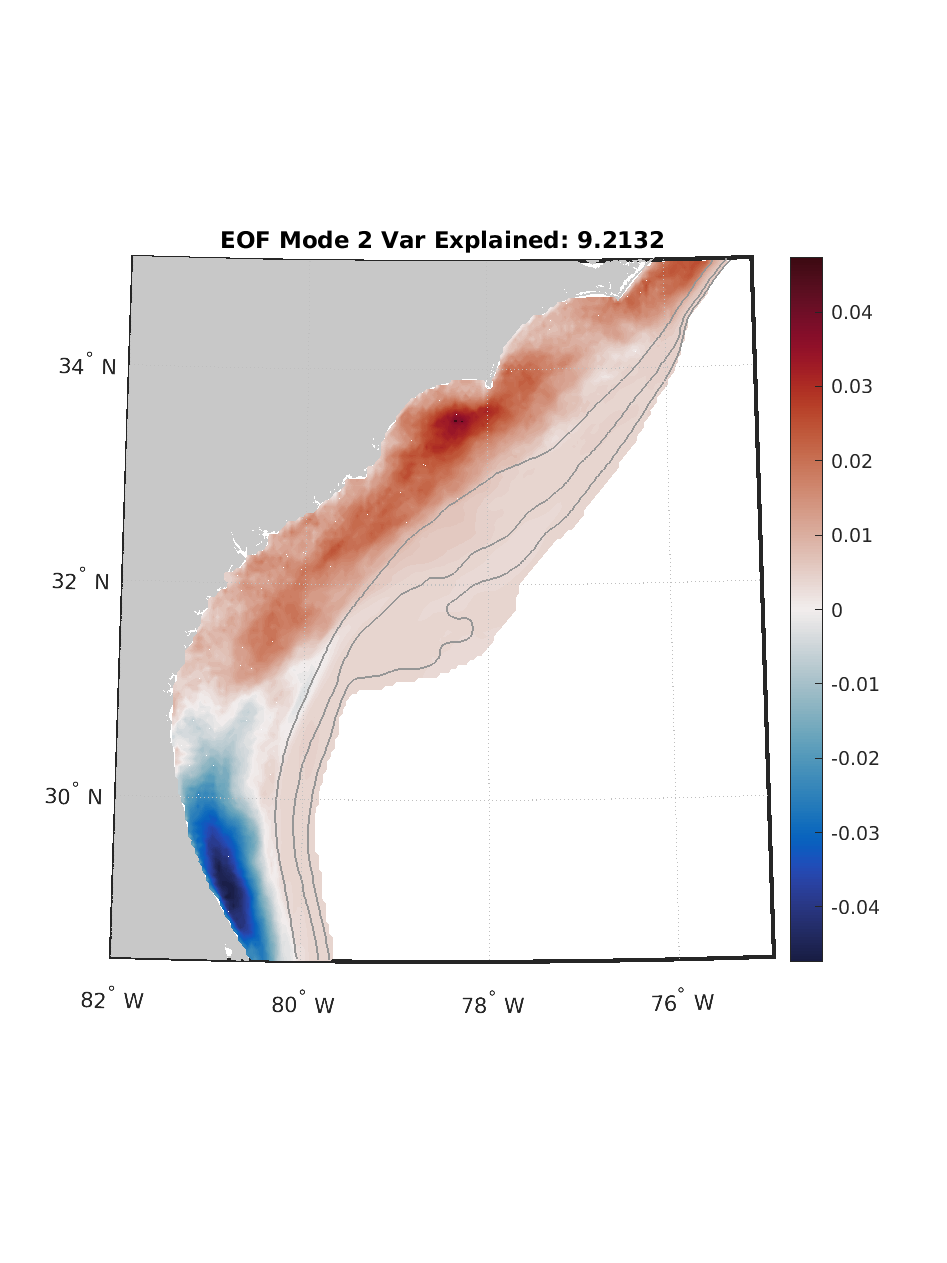 EOF Mode 2 Var Explained: 9.2132
34° N
32° N
30° N
82° W
80° W
78° W
76° W
0.04
0.03
0.02
0.01
0
-0.01
-0.02
-0.03
-0.04